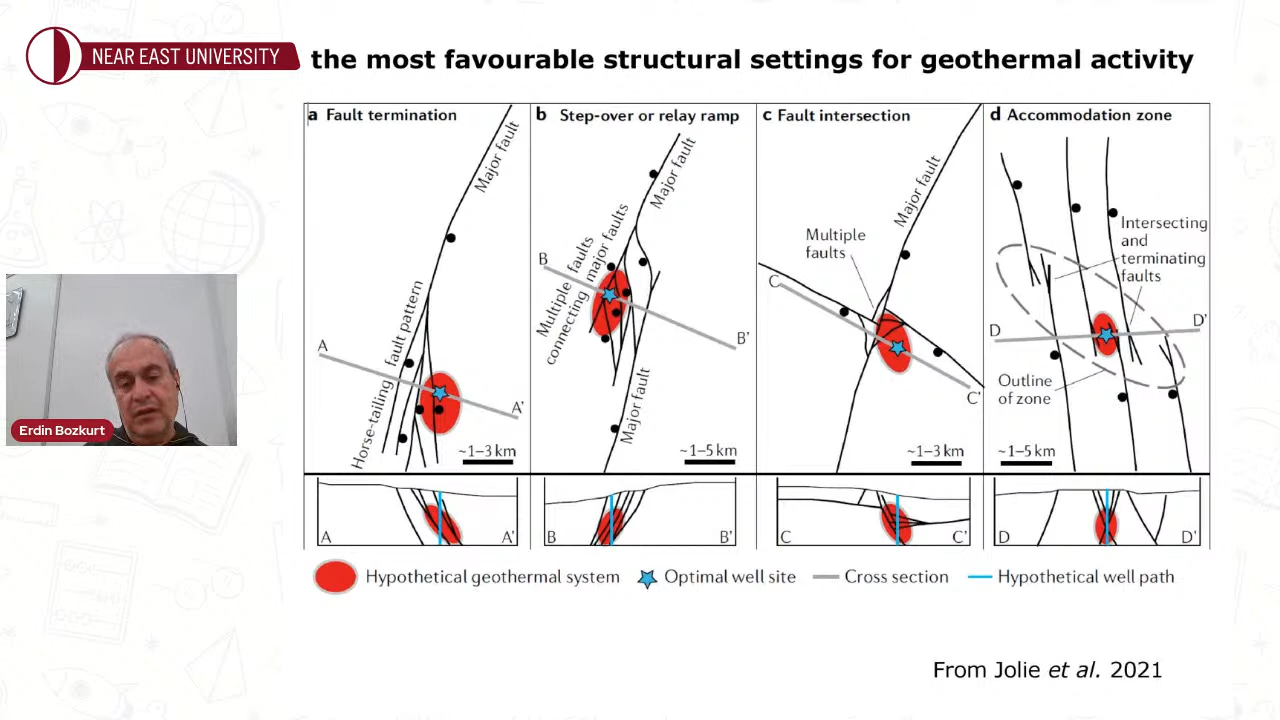 NEAR EAST UNIVERSITY
the most favourable structural settings for geothermal activity
a Fault termination
Major fault
Horse-tailing fault pattern
A
A'
~1–3 km
b Step-over or relay ramp
Major fault
Multiple faults
connecting major faults
B
B'
Major fault
~1–5 km
c Fault intersection
Major fault
Multiple
faults
C
C'
~1–3 km
d Accommodation zone
Intersecting
and
terminating
faults
D
D'
Outline
of zone
~1–5 km
A A'
B B'
C C'
D D'
Hypothetical geothermal system
Optimal well site
Cross section
Hypothetical well path
Erdin Bozkurt
From Jolie et al. 2021